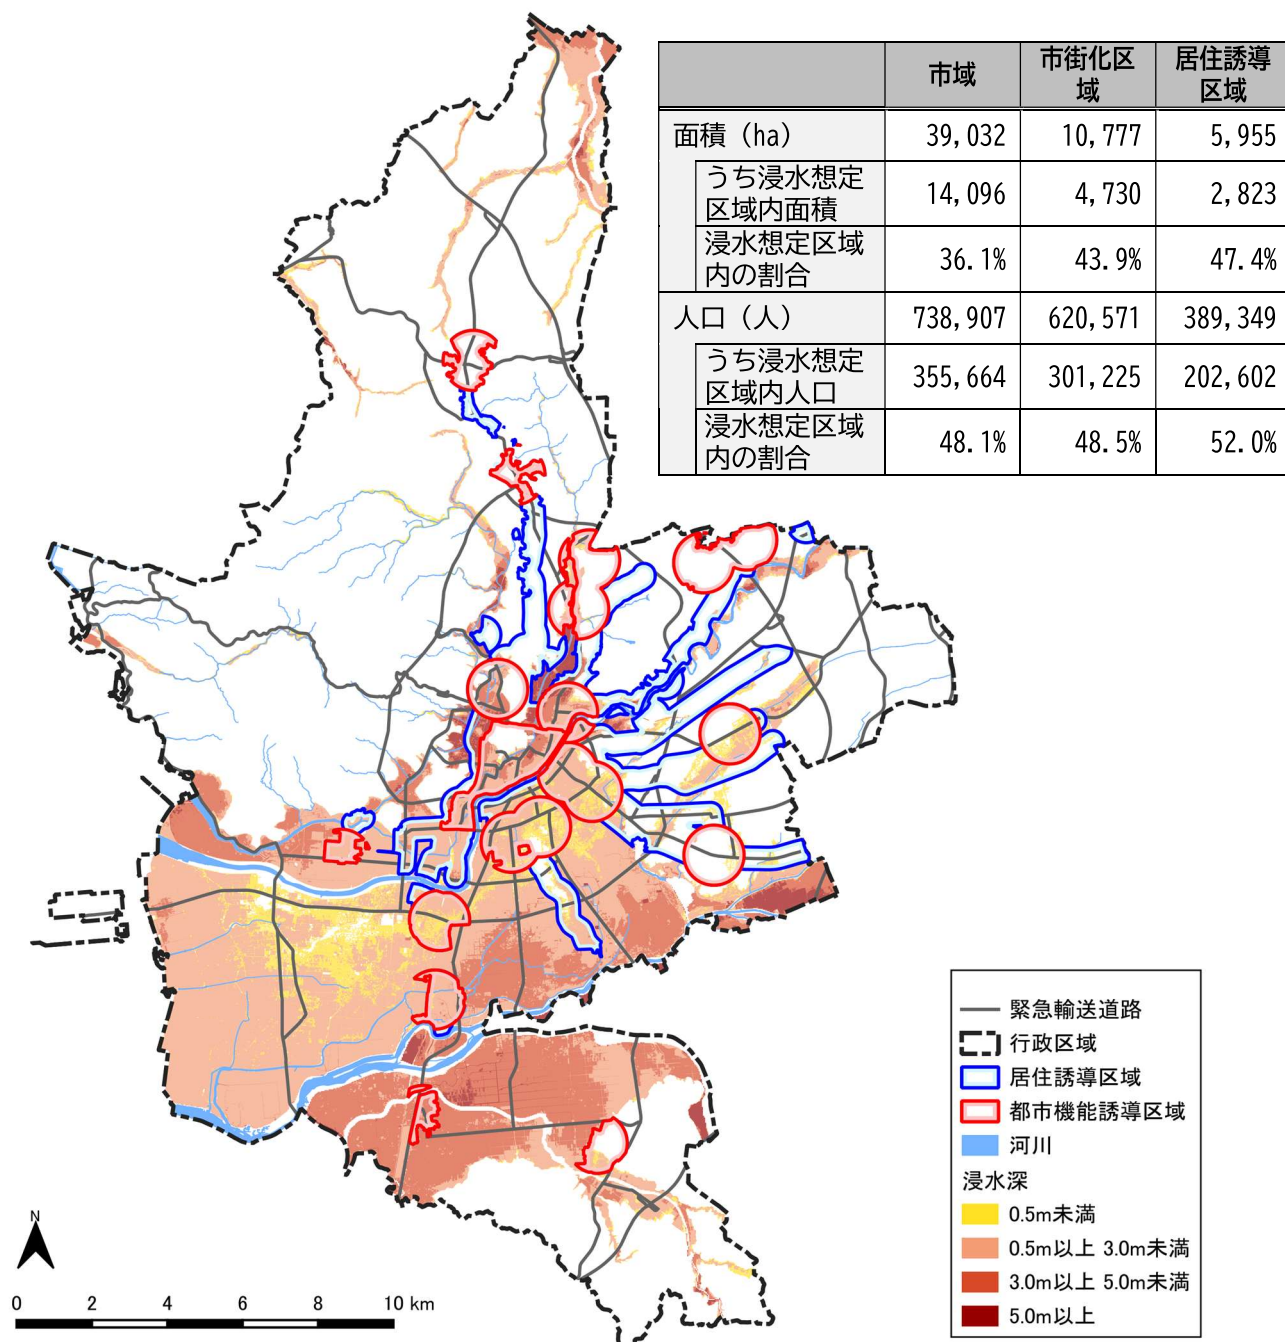 市域
市街化区
域
居住誘導
区域
面積（ha）
39,032
10,777
5,955
うち浸水想定
区域内面積
14,096
4,730
2,823
浸水想定区域
内の割合
36.1%
43.9%
47.4%
人口（人）
738,907
620,571
389,349
うち浸水想定
区域内人口
355,664
301,225
202,602
浸水想定区域
内の割合
48.1%
48.5%
52.0%
緊急輸送道路
行政区域
居住誘導区域
都市機能誘導区域
河川
浸水深
0.5m未満
0.5m以上 3.0m未満
3.0m以上 5.0m未満
5.0m以上
N
0 2 4 6 8 10 km